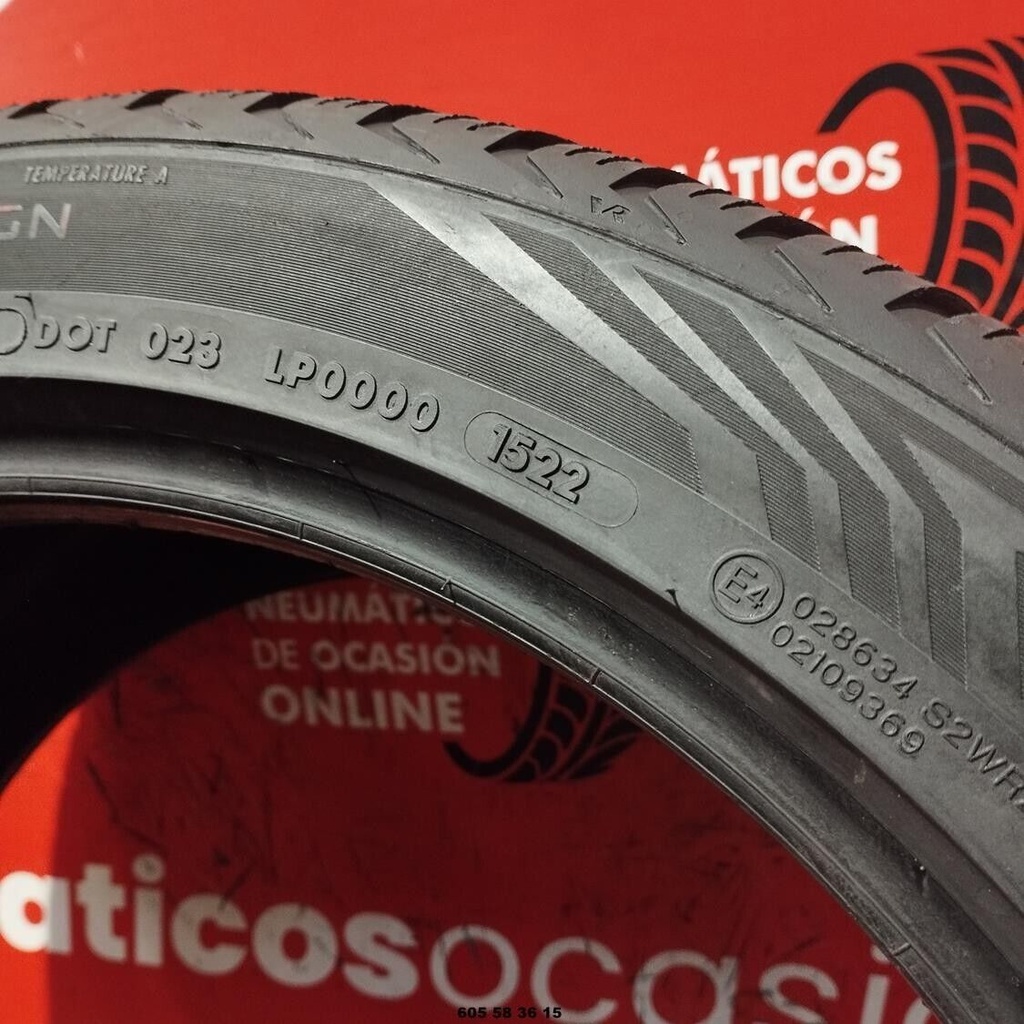 TEMPERATURE A
GN
DOT 023 LP0000 1522
E4 028634 S2WR
02109369
ÁTICOS
NEUMÁTIC
DE OCASIÓN
ONLINE
aticosocasi
605 58 36 15